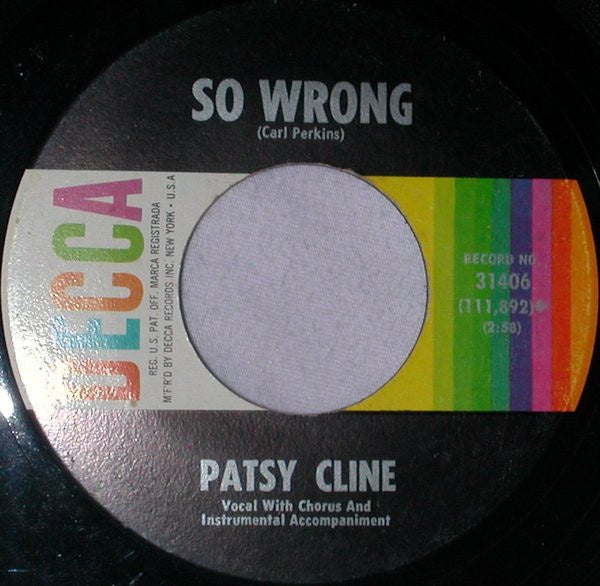 SO WRONG
(Carl Perkins)
DECCA
REG. U.S. PAT. OFF. MARCA REGISTRADA
M'F'R'D BY DECCA RECORDS INC. NEW YORK • U.S.A
RECORD NO.
31406
(111,892)
(2:58)
PATSY CLINE
Vocal With Chorus And
Instrumental Accompaniment